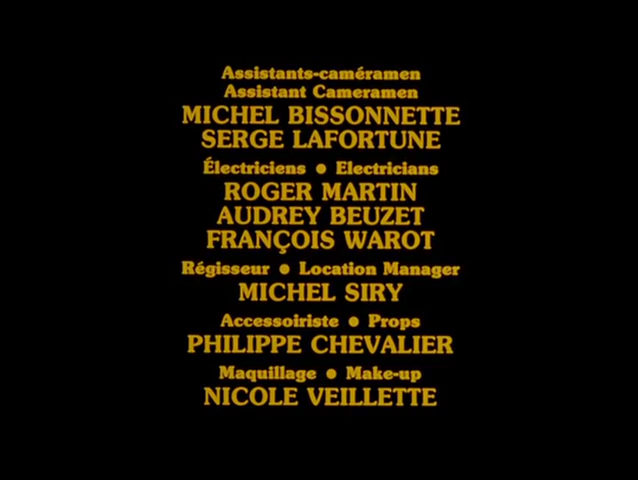 Assistants-caméramen
Assistant Cameramen
MICHEL BISSONNETTE
SERGE LAFORTUNE
Électriciens • Electricians
ROGER MARTIN
AUDREY BEUZET
FRANÇOIS WAROT
Régisseur • Location Manager
MICHEL SIRY
Accessoiriste • Props
PHILIPPE CHEVALIER
Maquillage • Make-up
NICOLE VEILLETTE